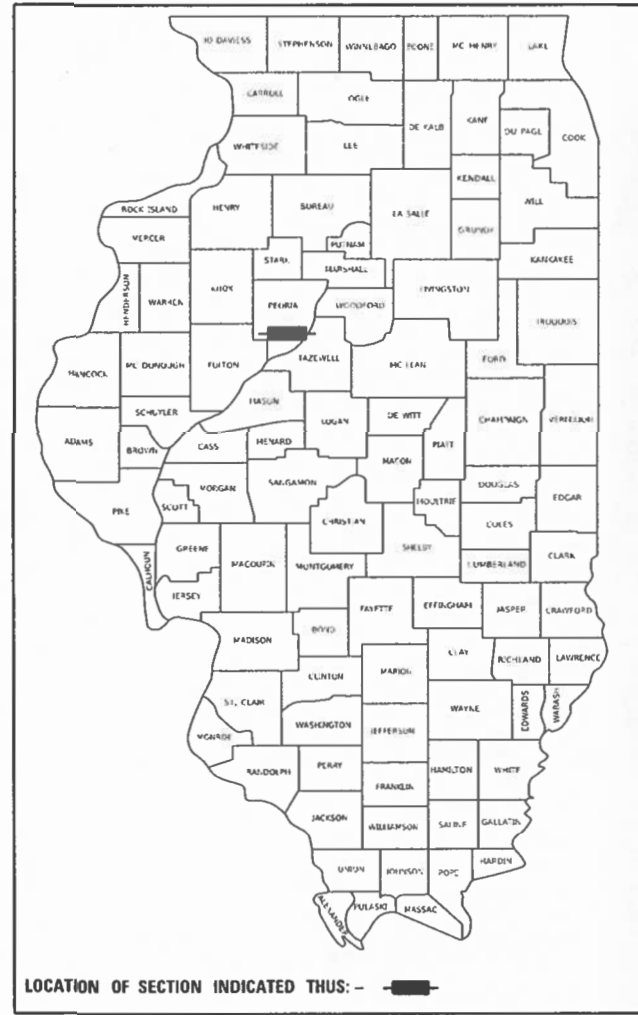 JO DAVIESS STEPHENSON WINNEBAGO BOONE MC HENRY LAKE
CARROLL OGLE
DE KALB KANE DU PAGE COOK
WHITESIDE LEE
KENDALL
ROCK ISLAND HENRY BUREAU LA SALLE WILL
MERCER PUTNAM GRUNDY
STARK MARSHALL KANKAKEE
HENDERSON WARREN KNOX PEORIA WOODFORD LIVINGSTON
IROQUOIS
HANCOCK MC DONOUGH FULTON TAZEWELL MC LEAN FORD
MASON
SCHUYLER LOGAN DE WITT CHAMPAIGN VERMILION
ADAMS BROWN CASS MENARD PIATT
MACON
MORGAN SANGAMON DOUGLAS EDGAR
PIKE SCOTT MOULTRIE
CHRISTIAN COLES
GREENE SHELBY CLARK
CALHOUN MACOUPIN MONTGOMERY CUMBERLAND
JERSEY FAYETTE EFFINGHAM JASPER CRAWFORD
MADISON BOND
CLAY RICHLAND LAWRENCE
CLINTON MARION
ST. CLAIR WAYNE EDWARDS WABASH
WASHINGTON JEFFERSON
MONROE
RANDOLPH PERRY HAMILTON WHITE
FRANKLIN
JACKSON WILLIAMSON SALINE GALLATIN
UNION JOHNSON POPE HARDIN
ALEXANDER PULASKI MASSAC
LOCATION OF SECTION INDICATED THUS: -